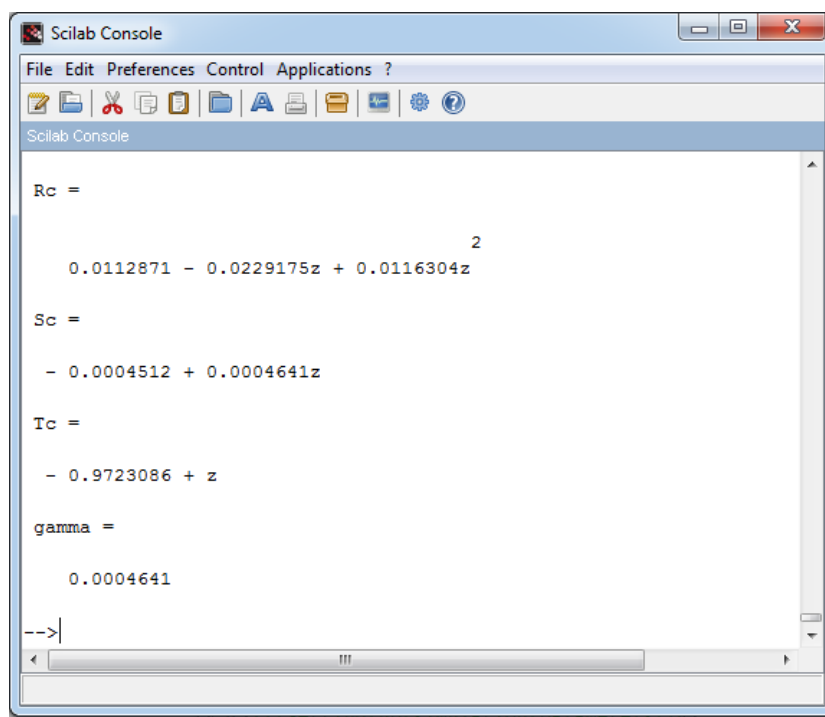 Scilab Console
File Edit Preferences Control Applications ?
Scilab Console
Rc =
2
0.0112871 - 0.0229175z + 0.0116304z
Sc =
- 0.0004512 + 0.0004641z
Tc =
- 0.9723086 + z
gamma =
0.0004641
-->